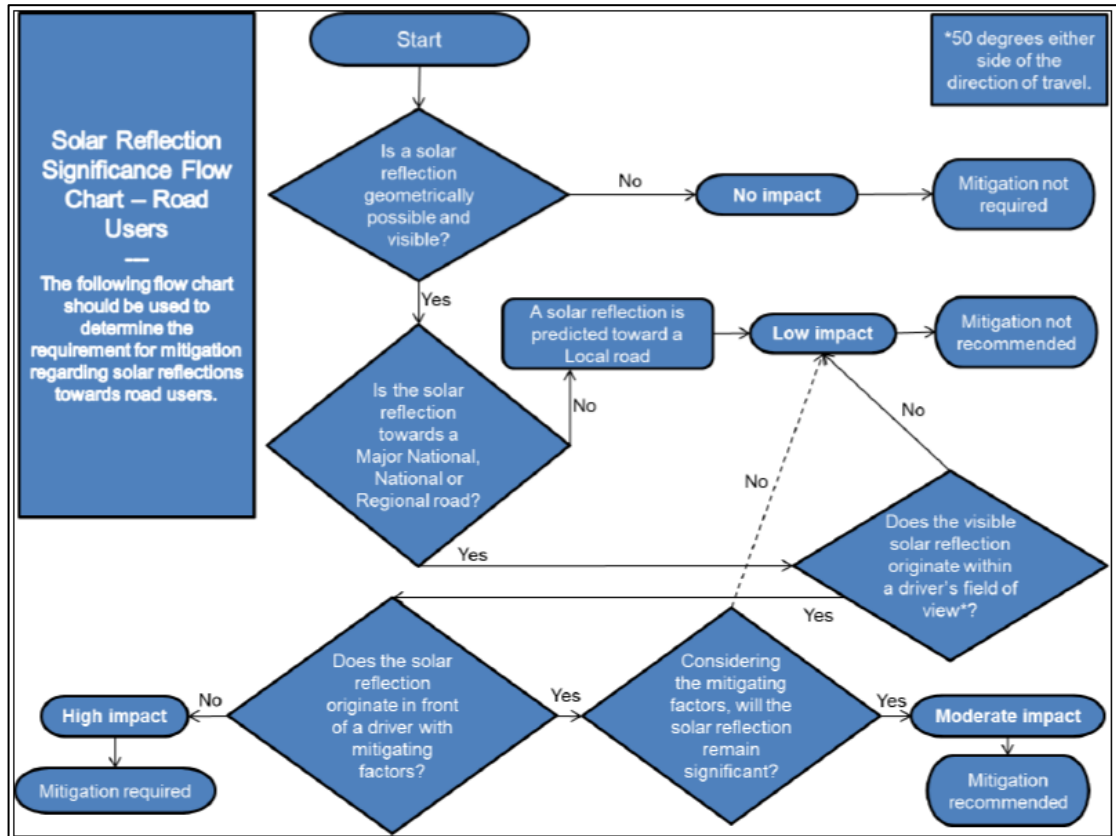 Solar Reflection
Significance Flow
Chart – Road
Users
---
The following flow chart
should be used to
determine the
requirement for mitigation
regarding solar reflections
towards road users.
Start
*50 degrees either
side of the
direction of travel.
Is a solar
reflection
geometrically
possible and
visible?
No
No impact
Mitigation not
required
Yes
A solar reflection is
predicted toward a
Local road
Low impact
Mitigation not
recommended
Is the solar
reflection
towards a
Major National,
National or
Regional road?
No
No
No
Yes
Does the visible
solar reflection
originate within
a driver's field of
view*?
Yes
Does the solar
reflection
originate in front
of a driver with
mitigating
factors?
No
High impact
Mitigation required
Yes
Considering
the mitigating
factors, will the
solar reflection
remain
significant?
Yes
Moderate impact
Mitigation
recommended